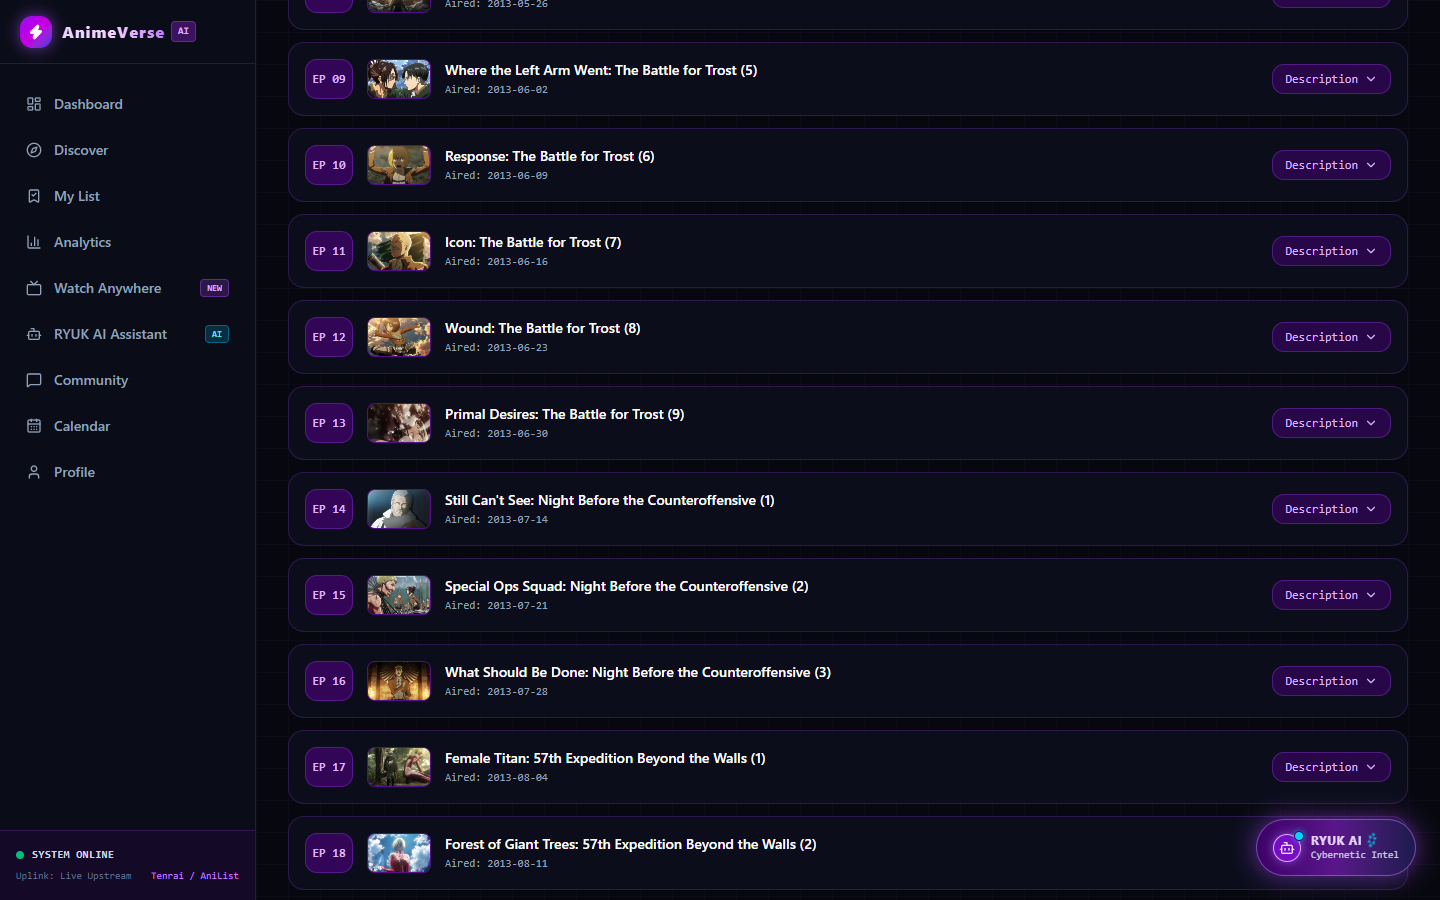 AnimeVerse AI
Dashboard
Discover
My List
Analytics
Watch Anywhere NEW
RYUK AI Assistant AI
Community
Calendar
Profile
SYSTEM ONLINE
Uplink: Live Upstream Tenrai / AniList
Aired: 2013-05-26
EP 09
Where the Left Arm Went: The Battle for Trost (5)
Aired: 2013-06-02
Description
EP 10
Response: The Battle for Trost (6)
Aired: 2013-06-09
Description
EP 11
Icon: The Battle for Trost (7)
Aired: 2013-06-16
Description
EP 12
Wound: The Battle for Trost (8)
Aired: 2013-06-23
Description
EP 13
Primal Desires: The Battle for Trost (9)
Aired: 2013-06-30
Description
EP 14
Still Can't See: Night Before the Counteroffensive (1)
Aired: 2013-07-14
Description
EP 15
Special Ops Squad: Night Before the Counteroffensive (2)
Aired: 2013-07-21
Description
EP 16
What Should Be Done: Night Before the Counteroffensive (3)
Aired: 2013-07-28
Description
EP 17
Female Titan: 57th Expedition Beyond the Walls (1)
Aired: 2013-08-04
Description
EP 18
Forest of Giant Trees: 57th Expedition Beyond the Walls (2)
Aired: 2013-08-11
RYUK AI
Cybernetic Intel